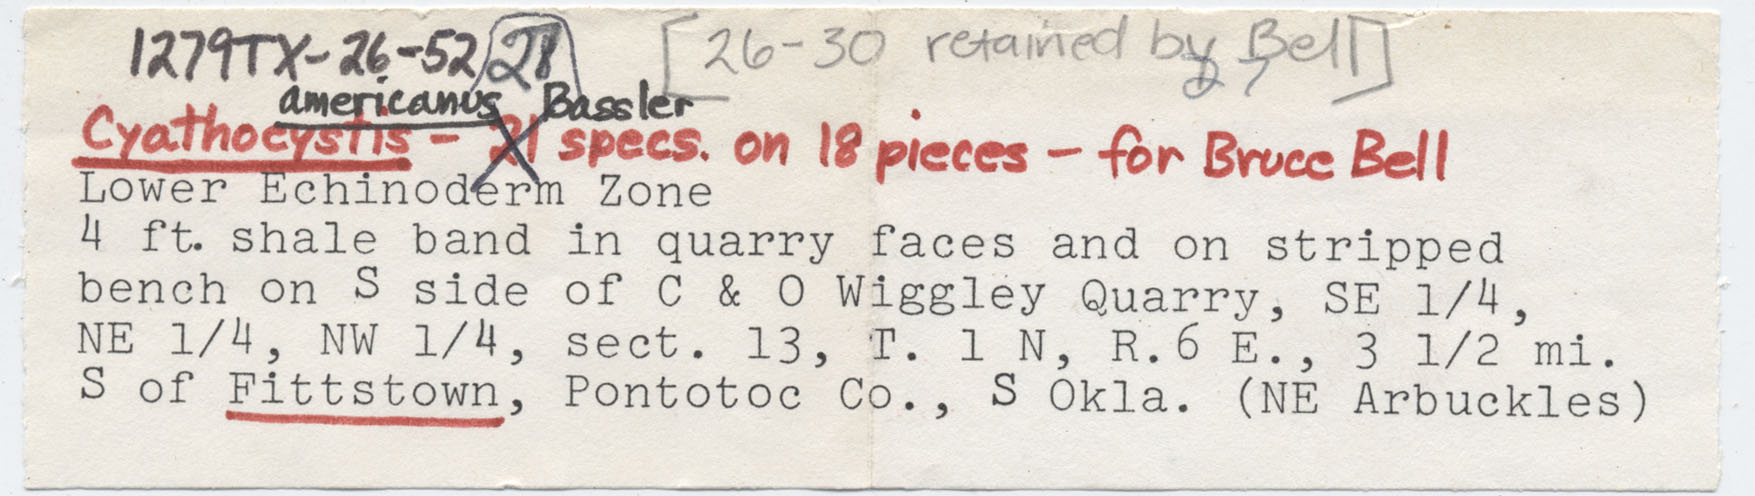 1279TX-26-52 28 [26-30 retained by Bell]
27
americanus Bassler
Cyathocystis - 21 specs. on 18 pieces - for Bruce Bell
Lower Echinoderm Zone
4 ft. shale band in quarry faces and on stripped
bench on S side of C & O Wiggley Quarry, SE 1/4,
NE 1/4, NW 1/4, sect. 13, T. 1 N, R.6 E., 3 1/2 mi.
S of Fittstown, Pontotoc Co., S Okla. (NE Arbuckles)